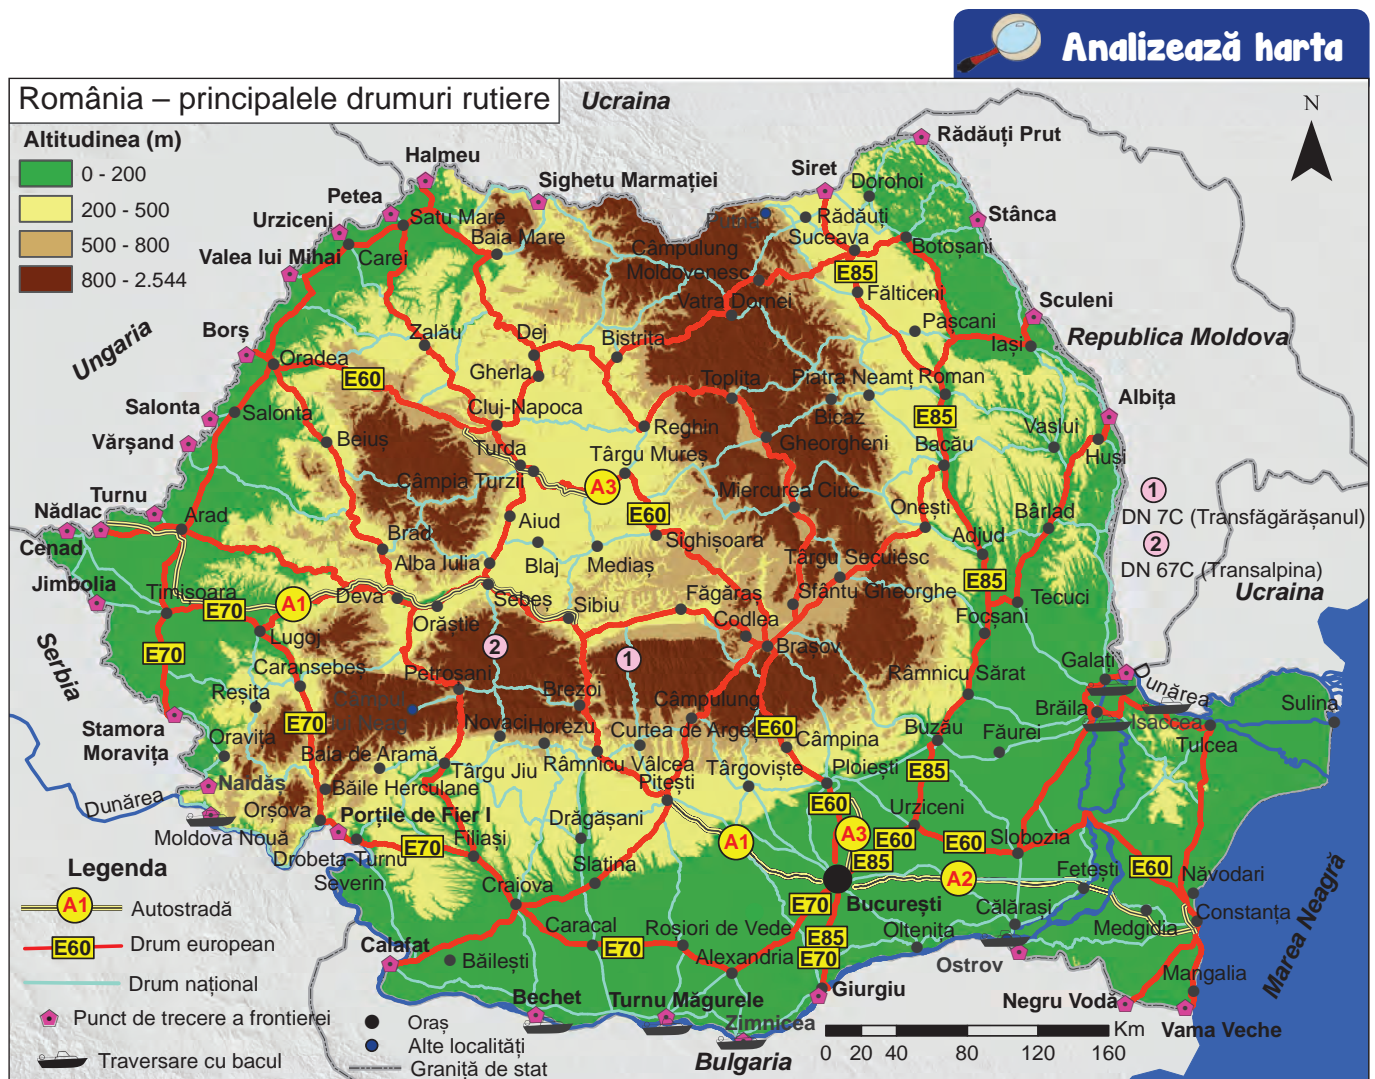 Analizează harta
România – principalele drumuri rutiere
Ucraina
N
Altitudinea (m)
0 - 200
200 - 500
500 - 800
800 - 2.544
Rădăuți Prut
Halmeu
Siret
Sighetu Marmației
Dorohoi
Petea
Satu Mare
Rădăuți
Stânca
Urziceni
Baia Mare
Putna
Suceava
Botoșani
Valea lui Mihai
Carei
Câmpulung
Moldovenesc
E85
Fălticeni
Vatra Dornei
Sculeni
Ungaria
Borș
Zalău
Dej
Bistrița
Pașcani
Iași
Republica Moldova
Oradea
E60
Gherla
Toplița
Piatra Neamț
Roman
Salonta
Salonta
Cluj-Napoca
Bicaz
E85
Albița
Vărșand
Beiuș
Turda
Reghin
Gheorgheni
Bacău
Vaslui
Huși
Târgu Mureș
Câmpia Turzii
A3
Miercurea Ciuc
1
DN 7C (Transfăgărășanul)
2
DN 67C (Transalpina)
Turnu
Nădlac
Arad
Aiud
E60
Onești
Bârlad
Cenad
Brad
Sighișoara
Adjud
Alba Iulia
Blaj
Mediaș
Târgu Secuiesc
Ucraina
Jimbolia
Timișoara
E70
A1
Deva
Sebeș
Sibiu
Făgăraș
Sfântu Gheorghe
E85
Tecuci
Orăștie
Codlea
Focșani
Serbia
Lugoj
E70
2
1
Brașov
Caransebeș
Petroșani
Râmnicu Sărat
Galați
Dunărea
Reșița
Câmpul
lui Neag
Brezoi
Câmpulung
Brăila
Isaccea
Sulina
Stamora
Moravița
E70
Novaci
Horezu
Curtea de Argeș
E60
Câmpina
Buzău
Făurei
Tulcea
Oravița
Baia de Aramă
Târgu Jiu
Râmnicu Vâlcea
Târgoviște
Ploiești
E85
Naidăș
Băile Herculane
Pitești
Dunărea
Orșova
Porțile de Fier I
Drăgășani
E60
Urziceni
Moldova Nouă
Drobeta-Turnu
Severin
E70
Filiași
A1
A3
E60
E85
E60
Slobozia
Marea Neagră
Slatina
A2
Fetești
E60
Năvodari
Craiova
E70
București
Călărași
Constanța
Caracal
E70
Roșiori de Vede
E85
E70
Oltenița
Medgidia
Calafat
Băilești
Alexandria
Ostrov
Mangalia
Bechet
Turnu Măgurele
Giurgiu
Negru Vodă
Zimnicea
Vama Veche
Bulgaria
Legenda
A1
Autostradă
E60
Drum european
Drum național
Punct de trecere a frontierei
Traversare cu bacul
Oraș
Alte localități
Graniță de stat
Km
0 20 40 80 120 160